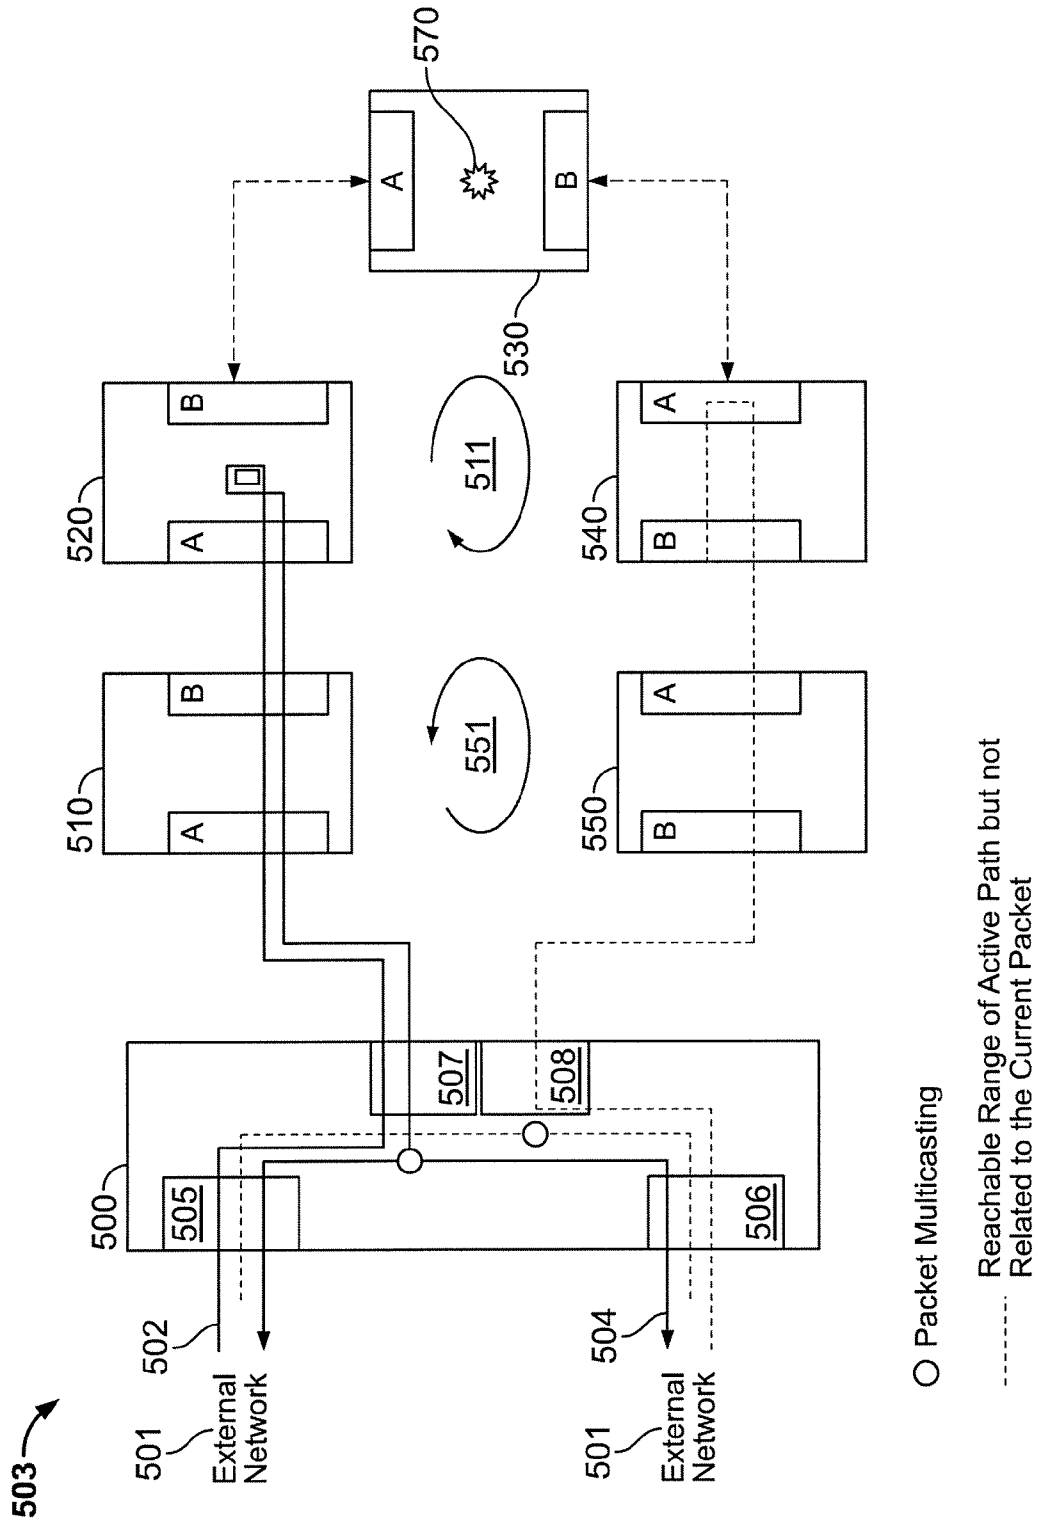 503
501
External
Network
502
500
505
507
510
A
B
520
A
B
570
A
B
530
511
551
508
506
504
501
External
Network
550
B
A
540
B
A
Packet Multicasting
Reachable Range of Active Path but not
Related to the Current Packet